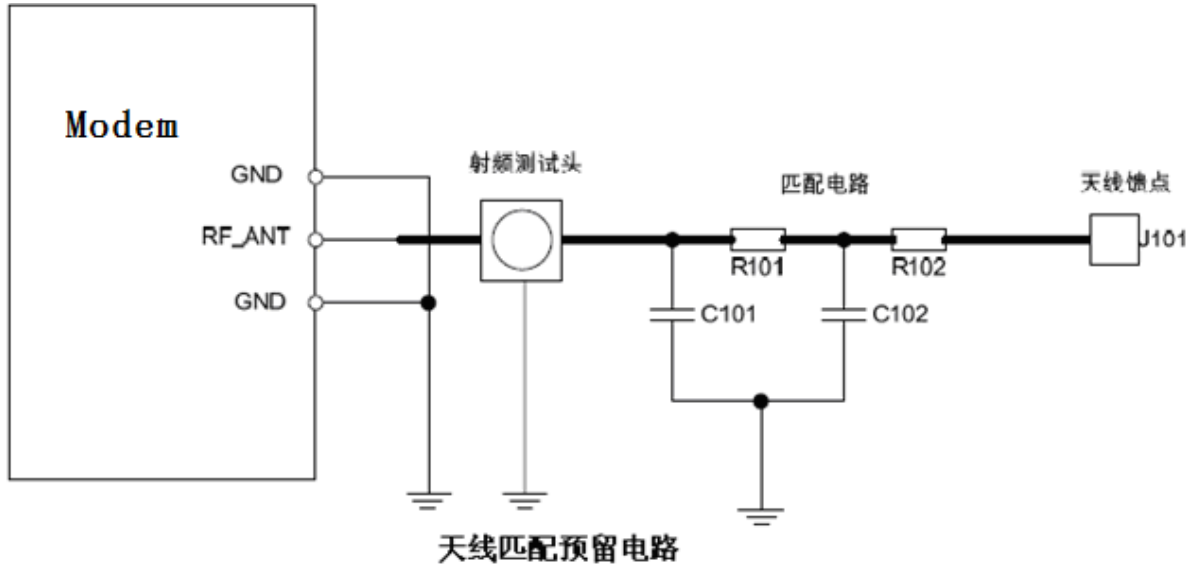 Modem
GND
RF_ANT
GND
射频测试头
匹配电路
天线馈点
R101
R102
J101
C101
C102
天线匹配预留电路